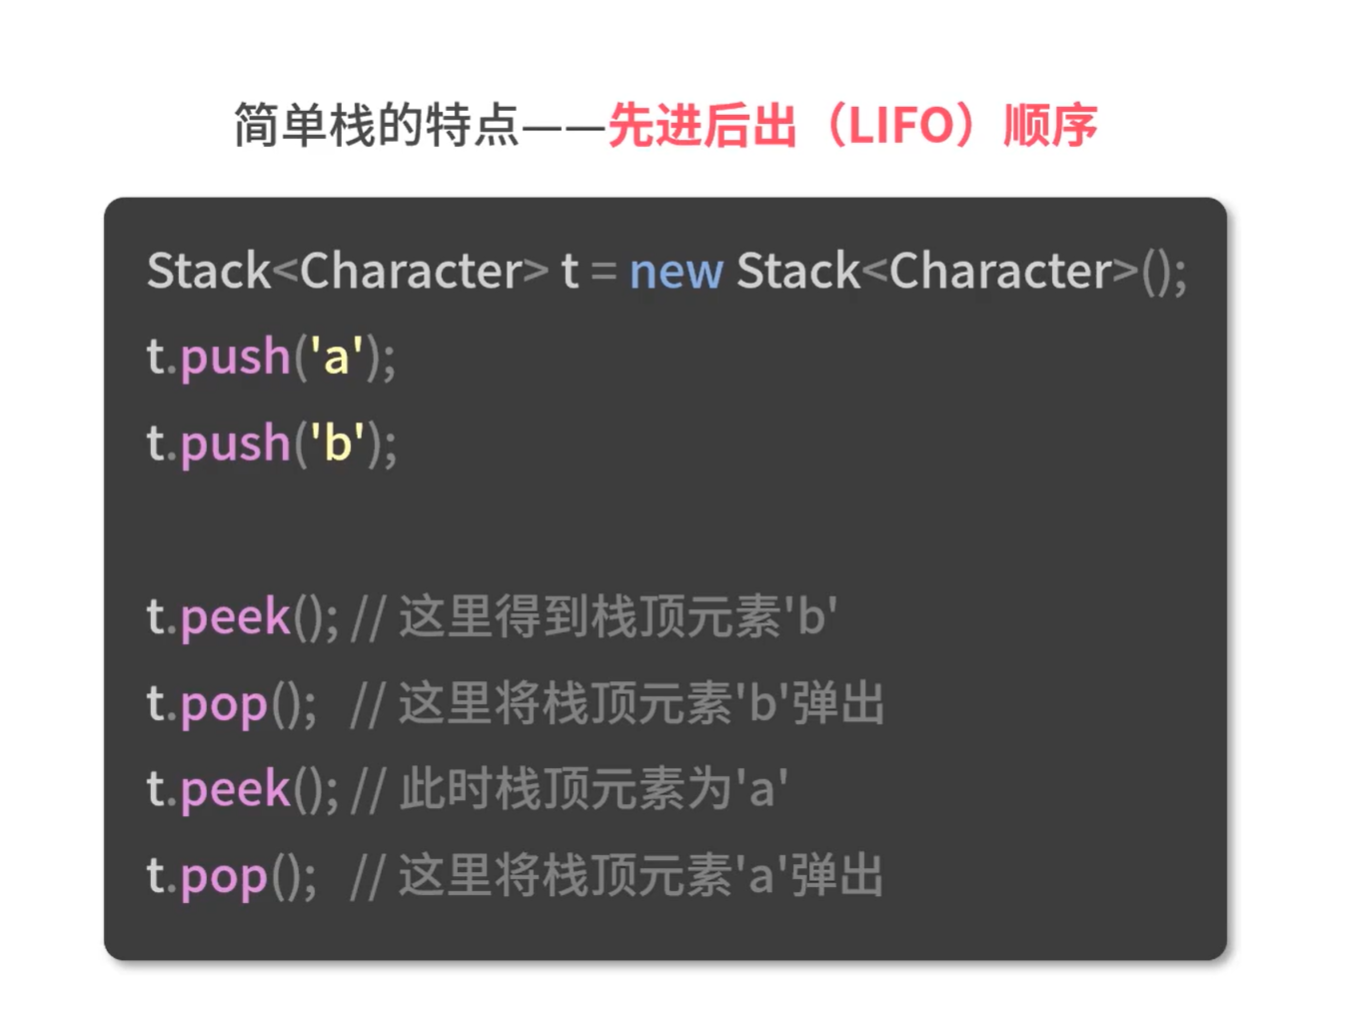 简单栈的特点——先进后出（LIFO）顺序
Stack<Character> t = new Stack<Character>();
t.push('a');
t.push('b');
t.peek(); // 这里得到栈顶元素'b'
t.pop();  // 这里将栈顶元素'b'弹出
t.peek(); // 此时栈顶元素为'a'
t.pop();  // 这里将栈顶元素'a'弹出